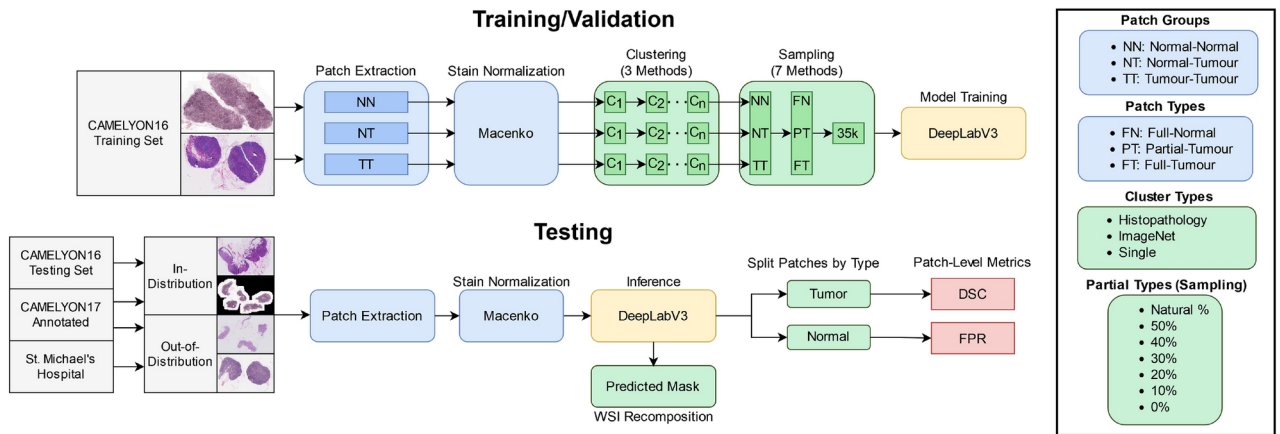 Training/Validation
CAMELYON16
Training Set
Patch Extraction
NN
NT
TT
Stain Normalization
Macenko
Clustering
(3 Methods)
C1 C2 ... Cn
C1 C2 ... Cn
C1 C2 ... Cn
Sampling
(7 Methods)
NN FN
NT PT 35k
TT FT
Model Training
DeepLabV3
Testing
CAMELYON16
Testing Set
CAMELYON17
Annotated
St. Michael's
Hospital
In-
Distribution
Out-of-
Distribution
Patch Extraction
Stain Normalization
Macenko
Inference
DeepLabV3
Predicted Mask
WSI Recomposition
Split Patches by Type
Tumor
Normal
Patch-Level Metrics
DSC
FPR
Patch Groups
• NN: Normal-Normal
• NT: Normal-Tumour
• TT: Tumour-Tumour
Patch Types
• FN: Full-Normal
• PT: Partial-Tumour
• FT: Full-Tumour
Cluster Types
• Histopathology
• ImageNet
• Single
Partial Types (Sampling)
• Natural %
• 50%
• 40%
• 30%
• 20%
• 10%
• 0%